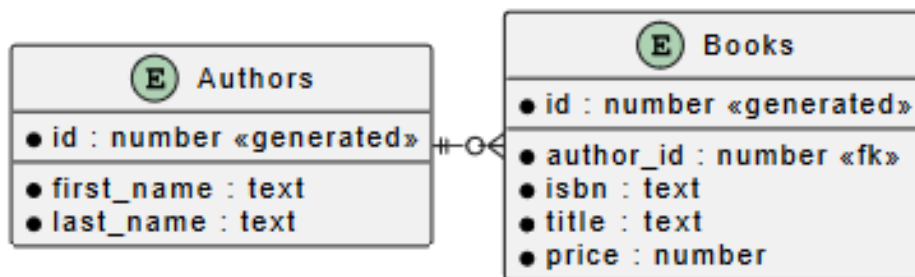 E Authors
● id : number «generated»
● first_name : text
● last_name : text
E Books
● id : number «generated»
● author_id : number «fk»
● isbn : text
● title : text
● price : number